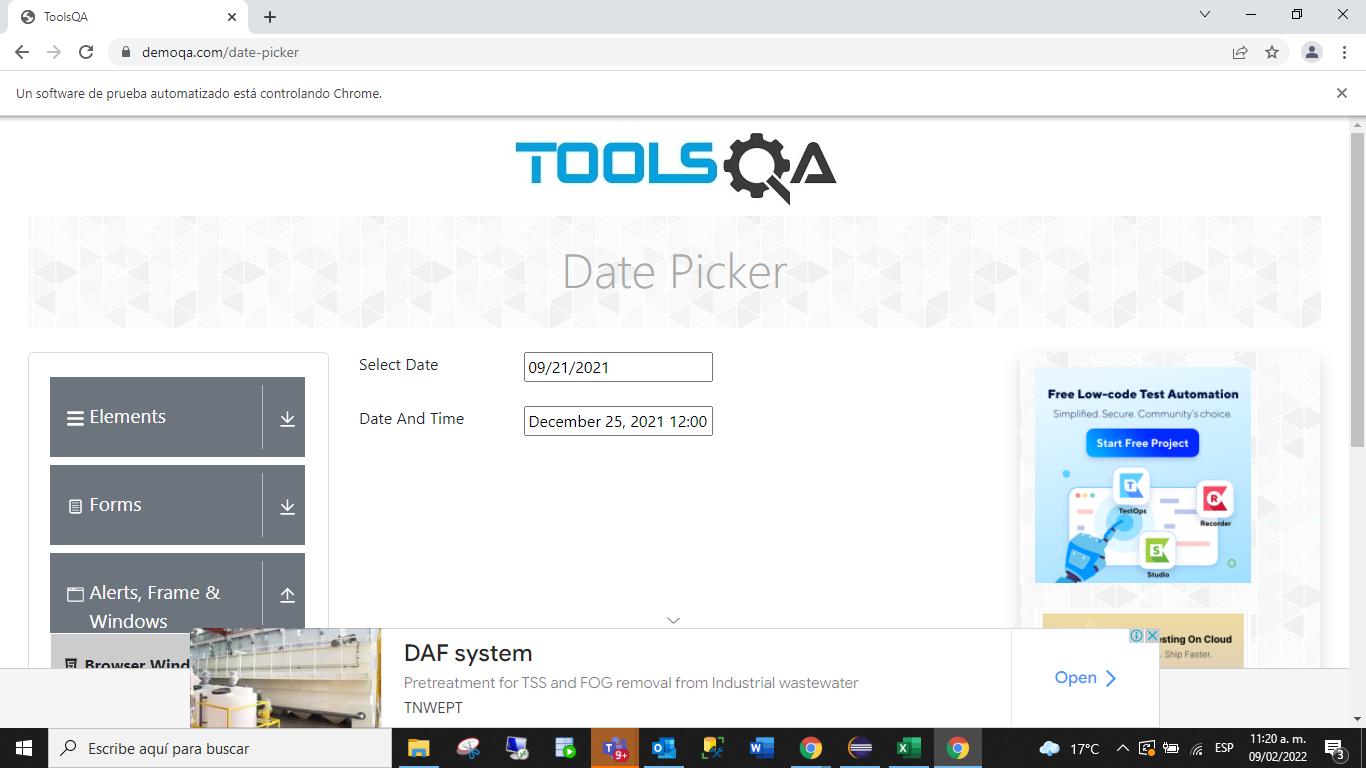 ToolsQA
demoqa.com/date-picker
Un software de prueba automatizado está controlando Chrome.
TOOLSQA
Date Picker
Elements
Forms
Alerts, Frame &
Windows
Browser Wind
Select Date
09/21/2021
Date And Time
December 25, 2021 12:00
Free Low-code Test Automation
Simplified. Secure. Community's choice.
Start Free Project
TestOps
Recorder
Studio
esting On Cloud
. Ship Faster.
DAF system
Pretreatment for TSS and FOG removal from Industrial wastewater
TNWEPT
Open
Escribe aquí para buscar
9+
17°C
ESP
11:20 a. m.
09/02/2022
3